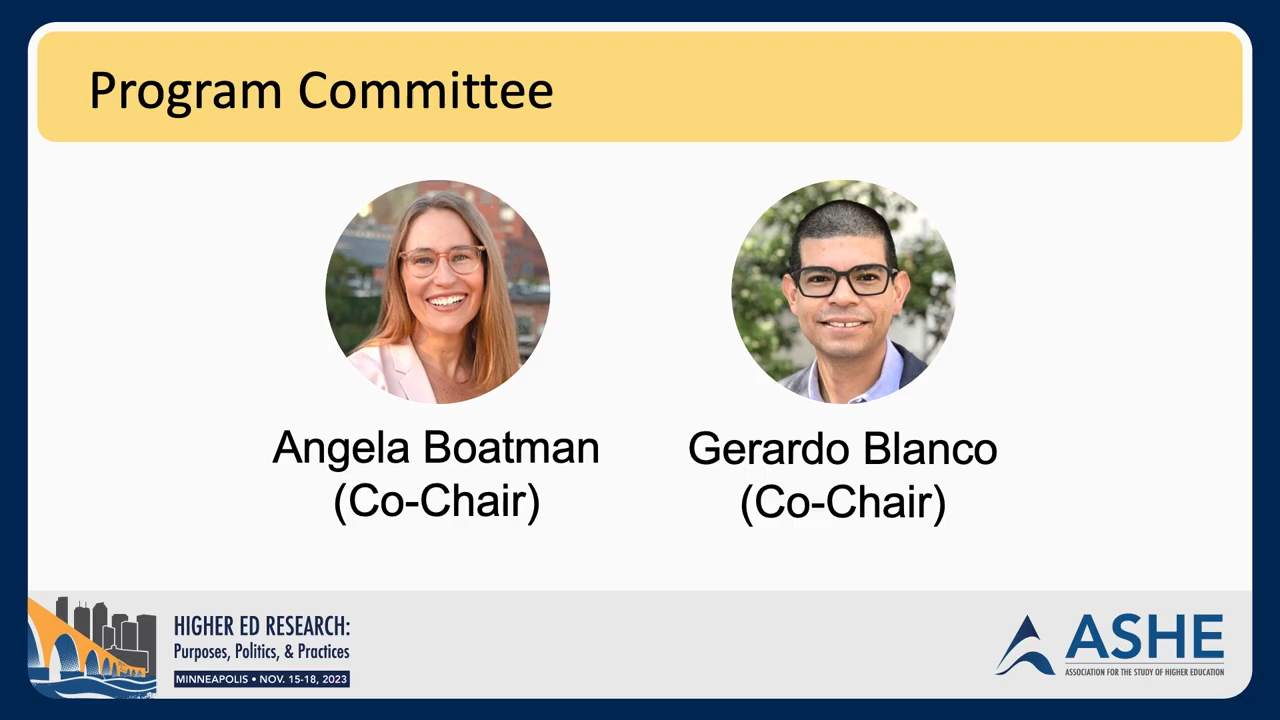 Program Committee
Angela Boatman
(Co-Chair)
Gerardo Blanco
(Co-Chair)
HIGHER ED RESEARCH:
Purposes, Politics, & Practices
MINNEAPOLIS • NOV. 15-18, 2023
ASHE
ASSOCIATION FOR THE STUDY OF HIGHER EDUCATION